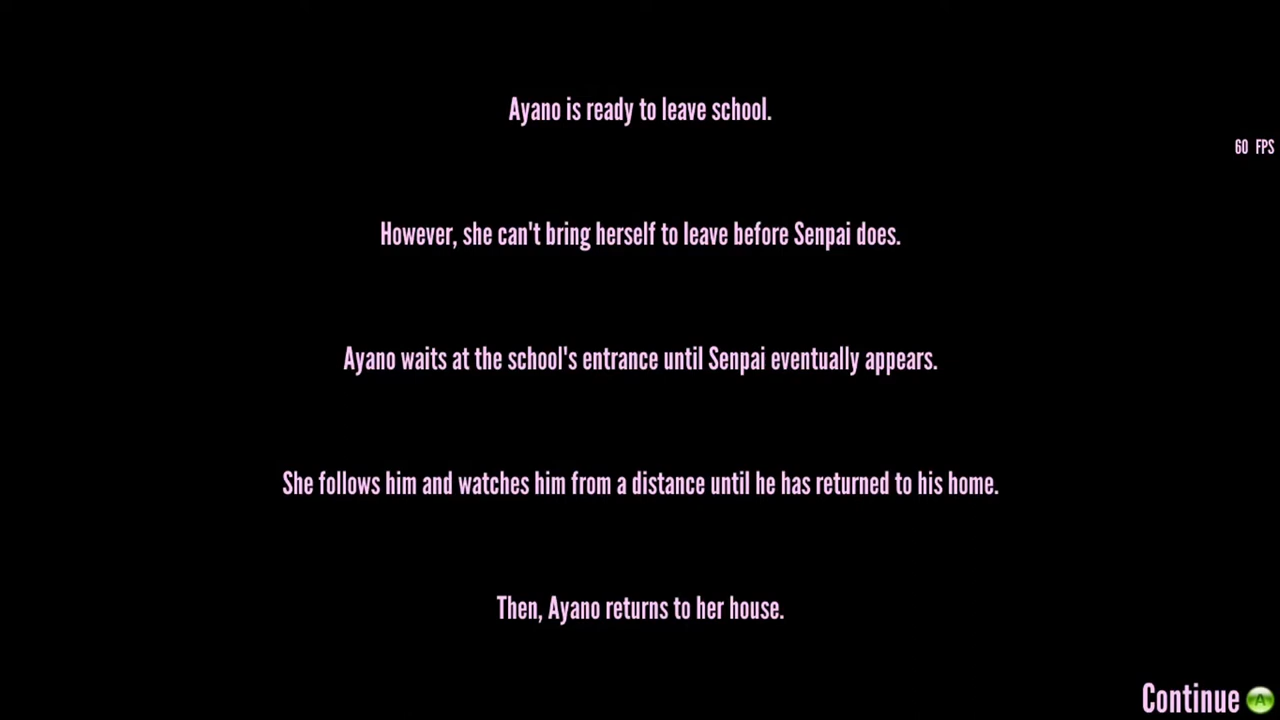 Ayano is ready to leave school.
60 FPS
However, she can't bring herself to leave before Senpai does.
Ayano waits at the school's entrance until Senpai eventually appears.
She follows him and watches him from a distance until he has returned to his home.
Then, Ayano returns to her house.
Continue A